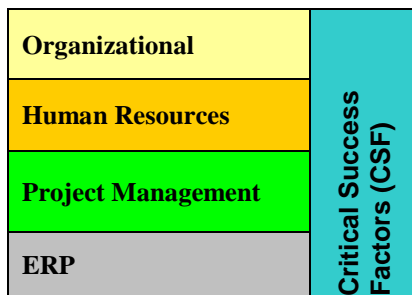 Organizational
Human Resources
Project Management
ERP
Critical Success
Factors (CSF)